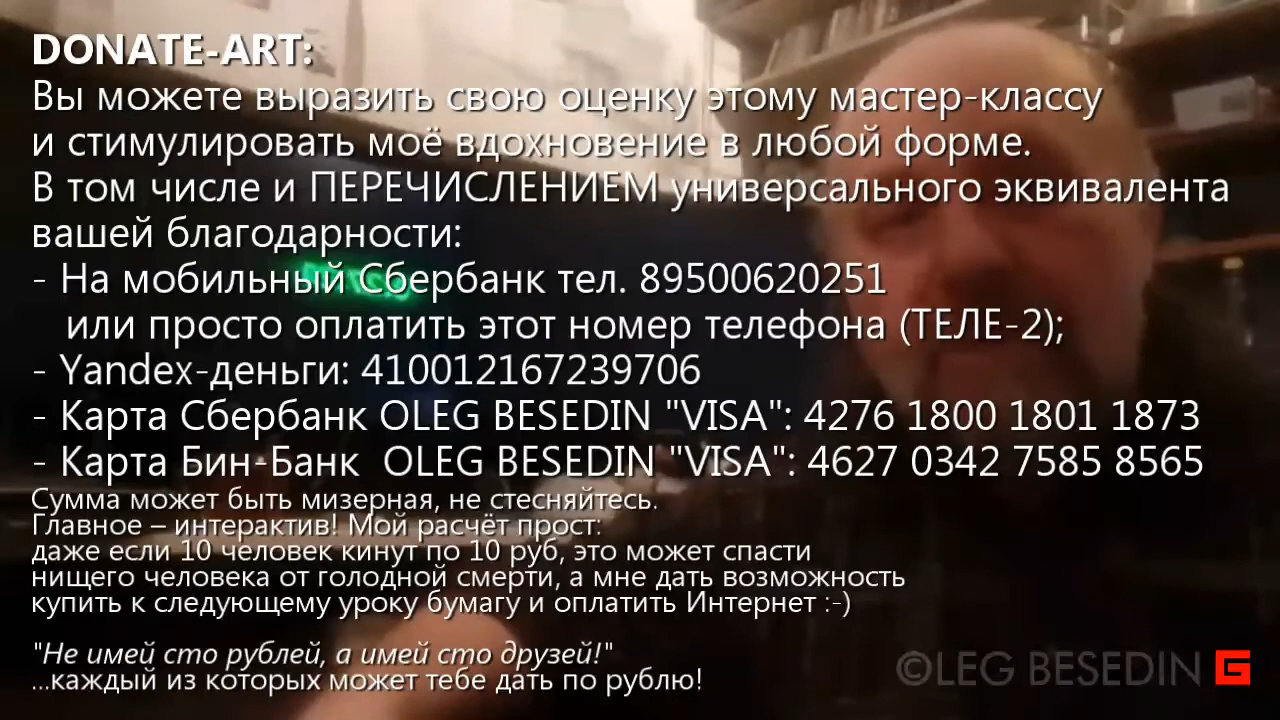 DONATE-ART:
Вы можете выразить свою оценку этому мастер-классу
и стимулировать моё вдохновение в любой форме.
В том числе и ПЕРЕЧИСЛЕНИЕМ универсального эквивалента
вашей благодарности:
- На мобильный Сбербанк тел. 89500620251
или просто оплатить этот номер телефона (ТЕЛЕ-2);
- Yandex-деньги: 410012167239706
- Карта Сбербанк OLEG BESEDIN "VISA": 4276 1800 1801 1873
- Карта Бин-Банк OLEG BESEDIN "VISA": 4627 0342 7585 8565
Сумма может быть мизерная, не стесняйтесь.
Главное – интерактив! Мой расчёт прост:
даже если 10 человек кинут по 10 руб, это может спасти
нищего человека от голодной смерти, а мне дать возможность
купить к следующему уроку бумагу и оплатить Интернет :-)
"Не имей сто рублей, а имей сто друзей!"
...каждый из которых может тебе дать по рублю!
©LEG BESEDIN G